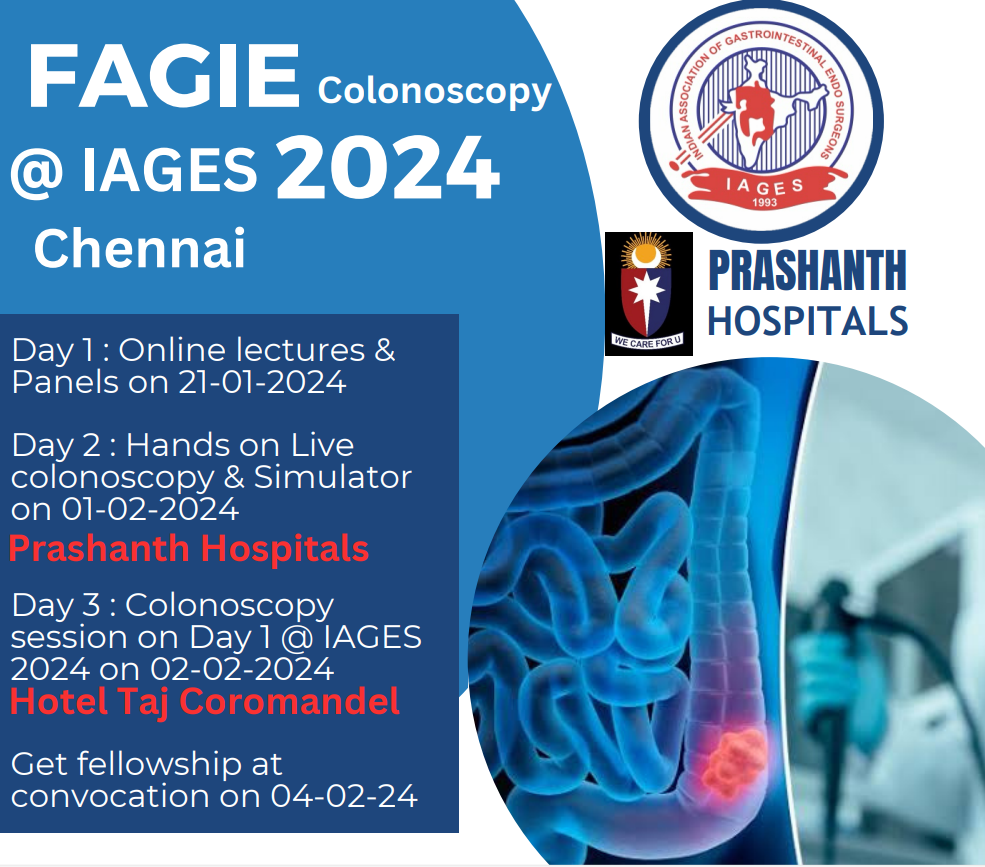 FAGIE Colonoscopy
@ IAGES 2024
Chennai
INDIAN ASSOCIATION OF GASTROINTESTINAL ENDO SURGEONS
IAGES
1993
WE CARE FOR U
PRASHANTH
HOSPITALS
Day 1 : Online lectures &
Panels on 21-01-2024
Day 2 : Hands on Live
colonoscopy & Simulator
on 01-02-2024
Prashanth Hospitals
Day 3 : Colonoscopy
session on Day 1 @ IAGES
2024 on 02-02-2024
Hotel Taj Coromandel
Get fellowship at
convocation on 04-02-24